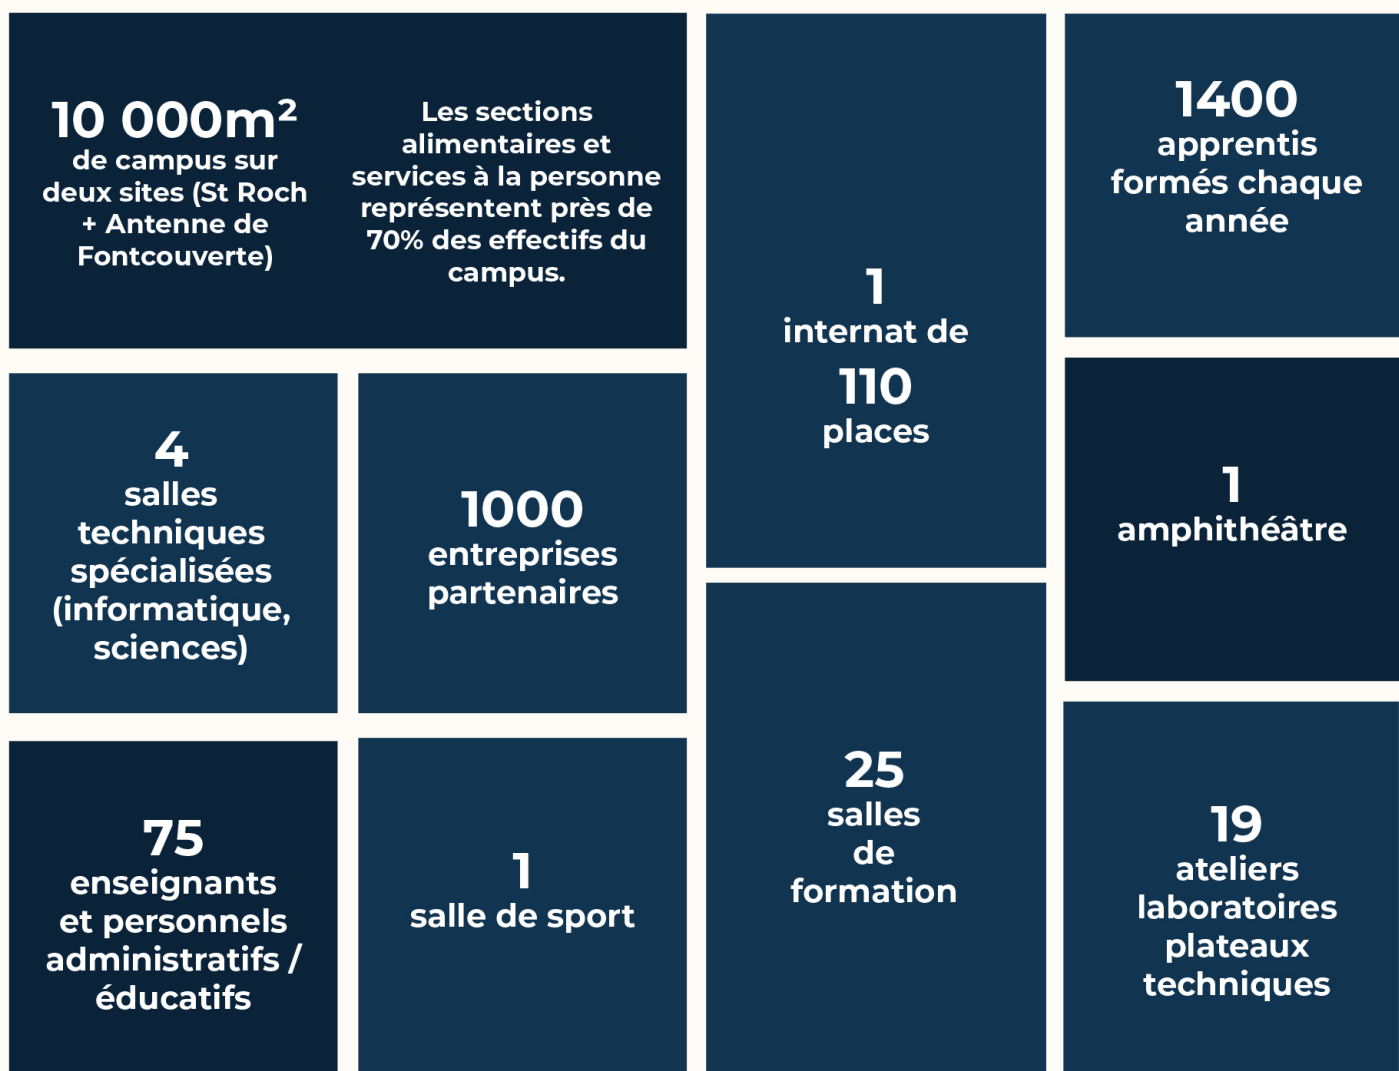 10 000m²
de campus sur
deux sites (St Roch
+ Antenne de
Fontcouverte)
Les sections
alimentaires et
services à la personne
représentent près de
70% des effectifs du
campus.
1
internat de
110
places
1400
apprentis
formés chaque
année
4
salles
techniques
spécialisées
(informatique,
sciences)
1000
entreprises
partenaires
1
amphithéâtre
75
enseignants
et personnels
administratifs /
éducatifs
1
salle de sport
25
salles
de
formation
19
ateliers
laboratoires
plateaux
techniques